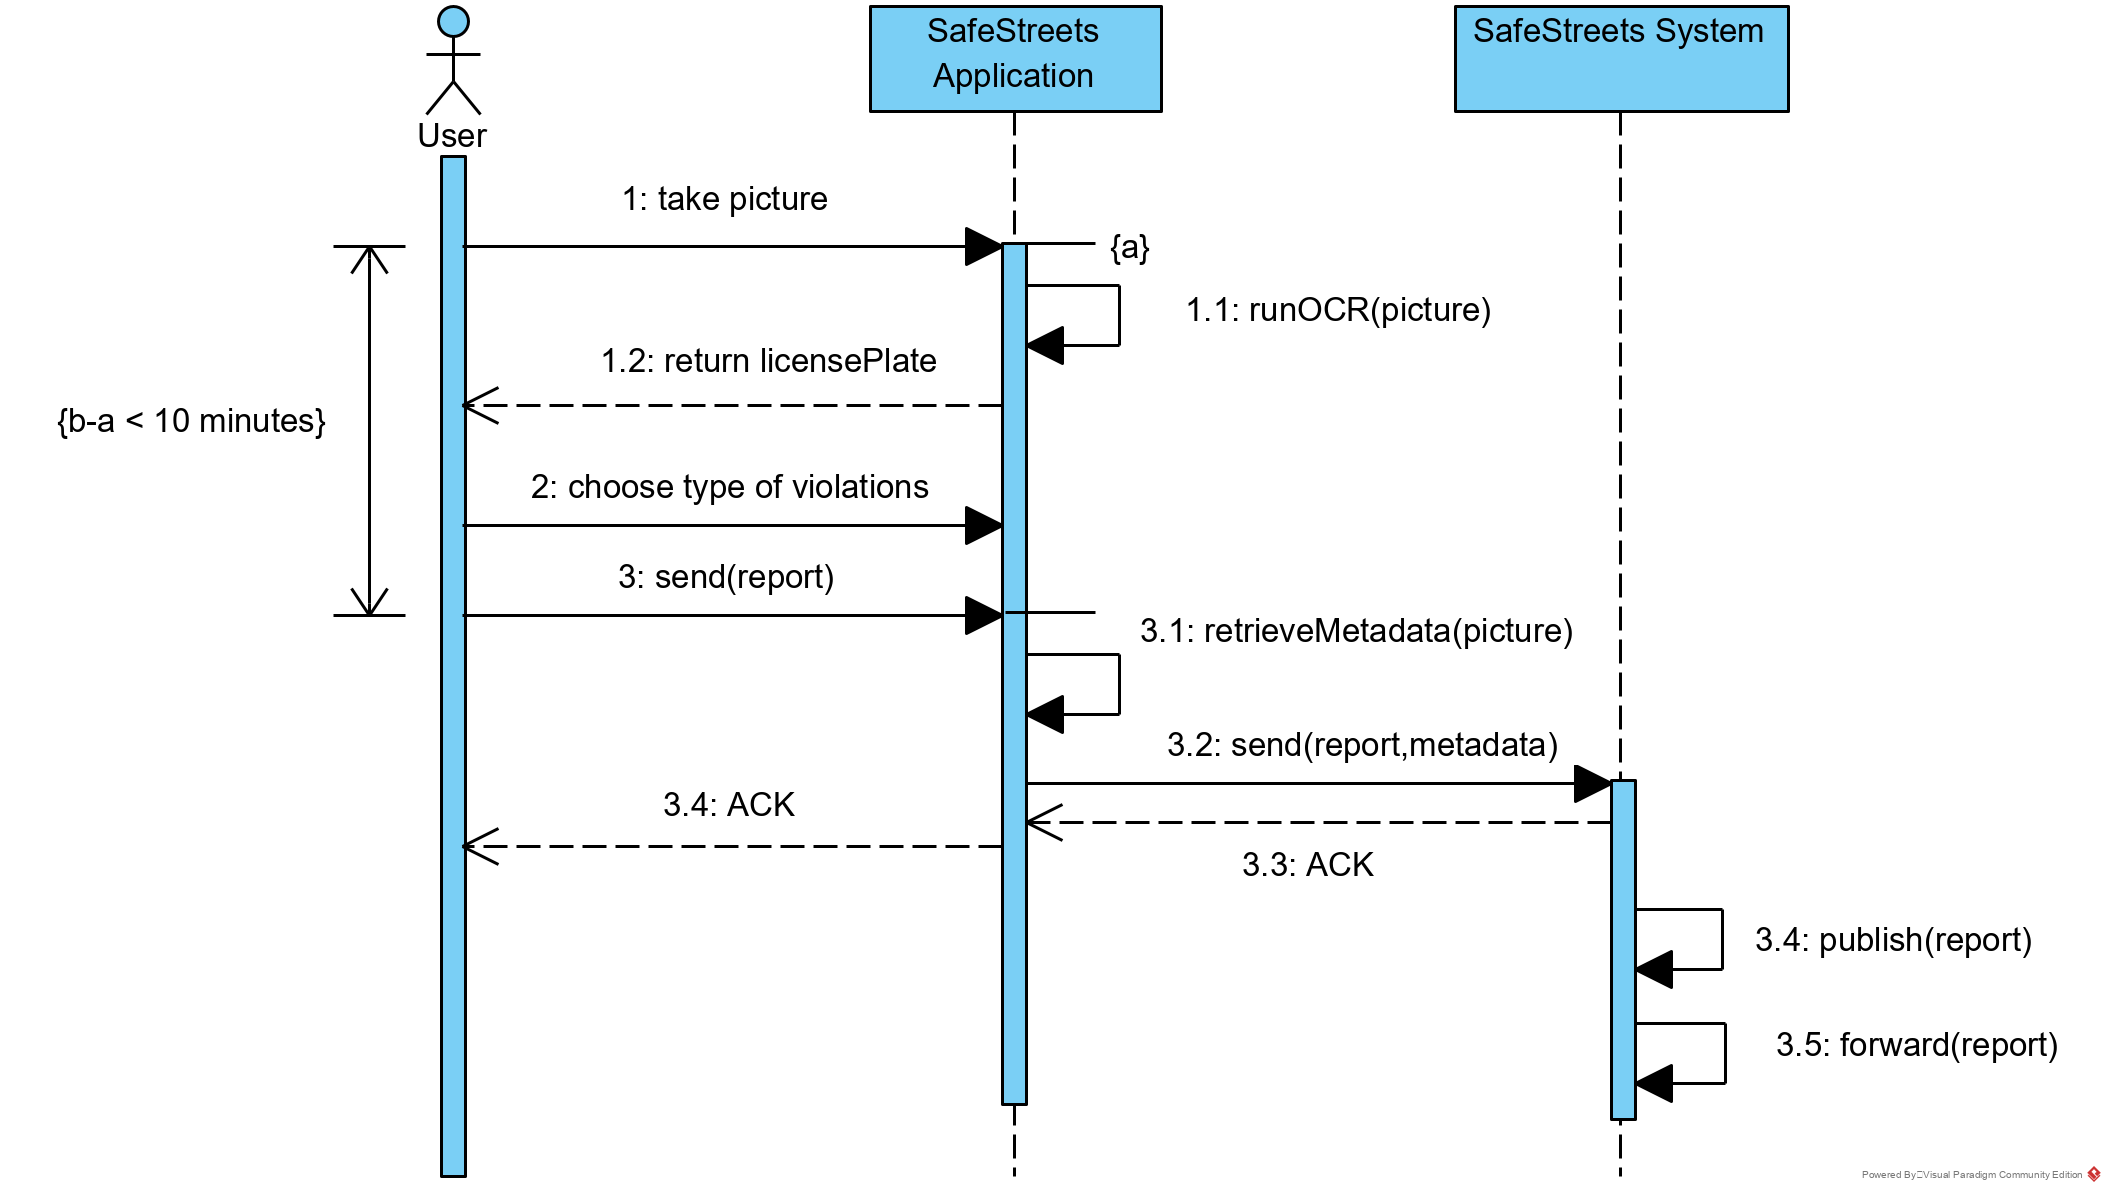 SafeStreets
Application
SafeStreets System
User
1: take picture
{a}
1.1: runOCR(picture)
1.2: return licensePlate
{b-a < 10 minutes}
2: choose type of violations
3: send(report)
3.1: retrieveMetadata(picture)
3.2: send(report,metadata)
3.4: ACK
3.3: ACK
3.4: publish(report)
3.5: forward(report)
Powered By Visual Paradigm Community Edition